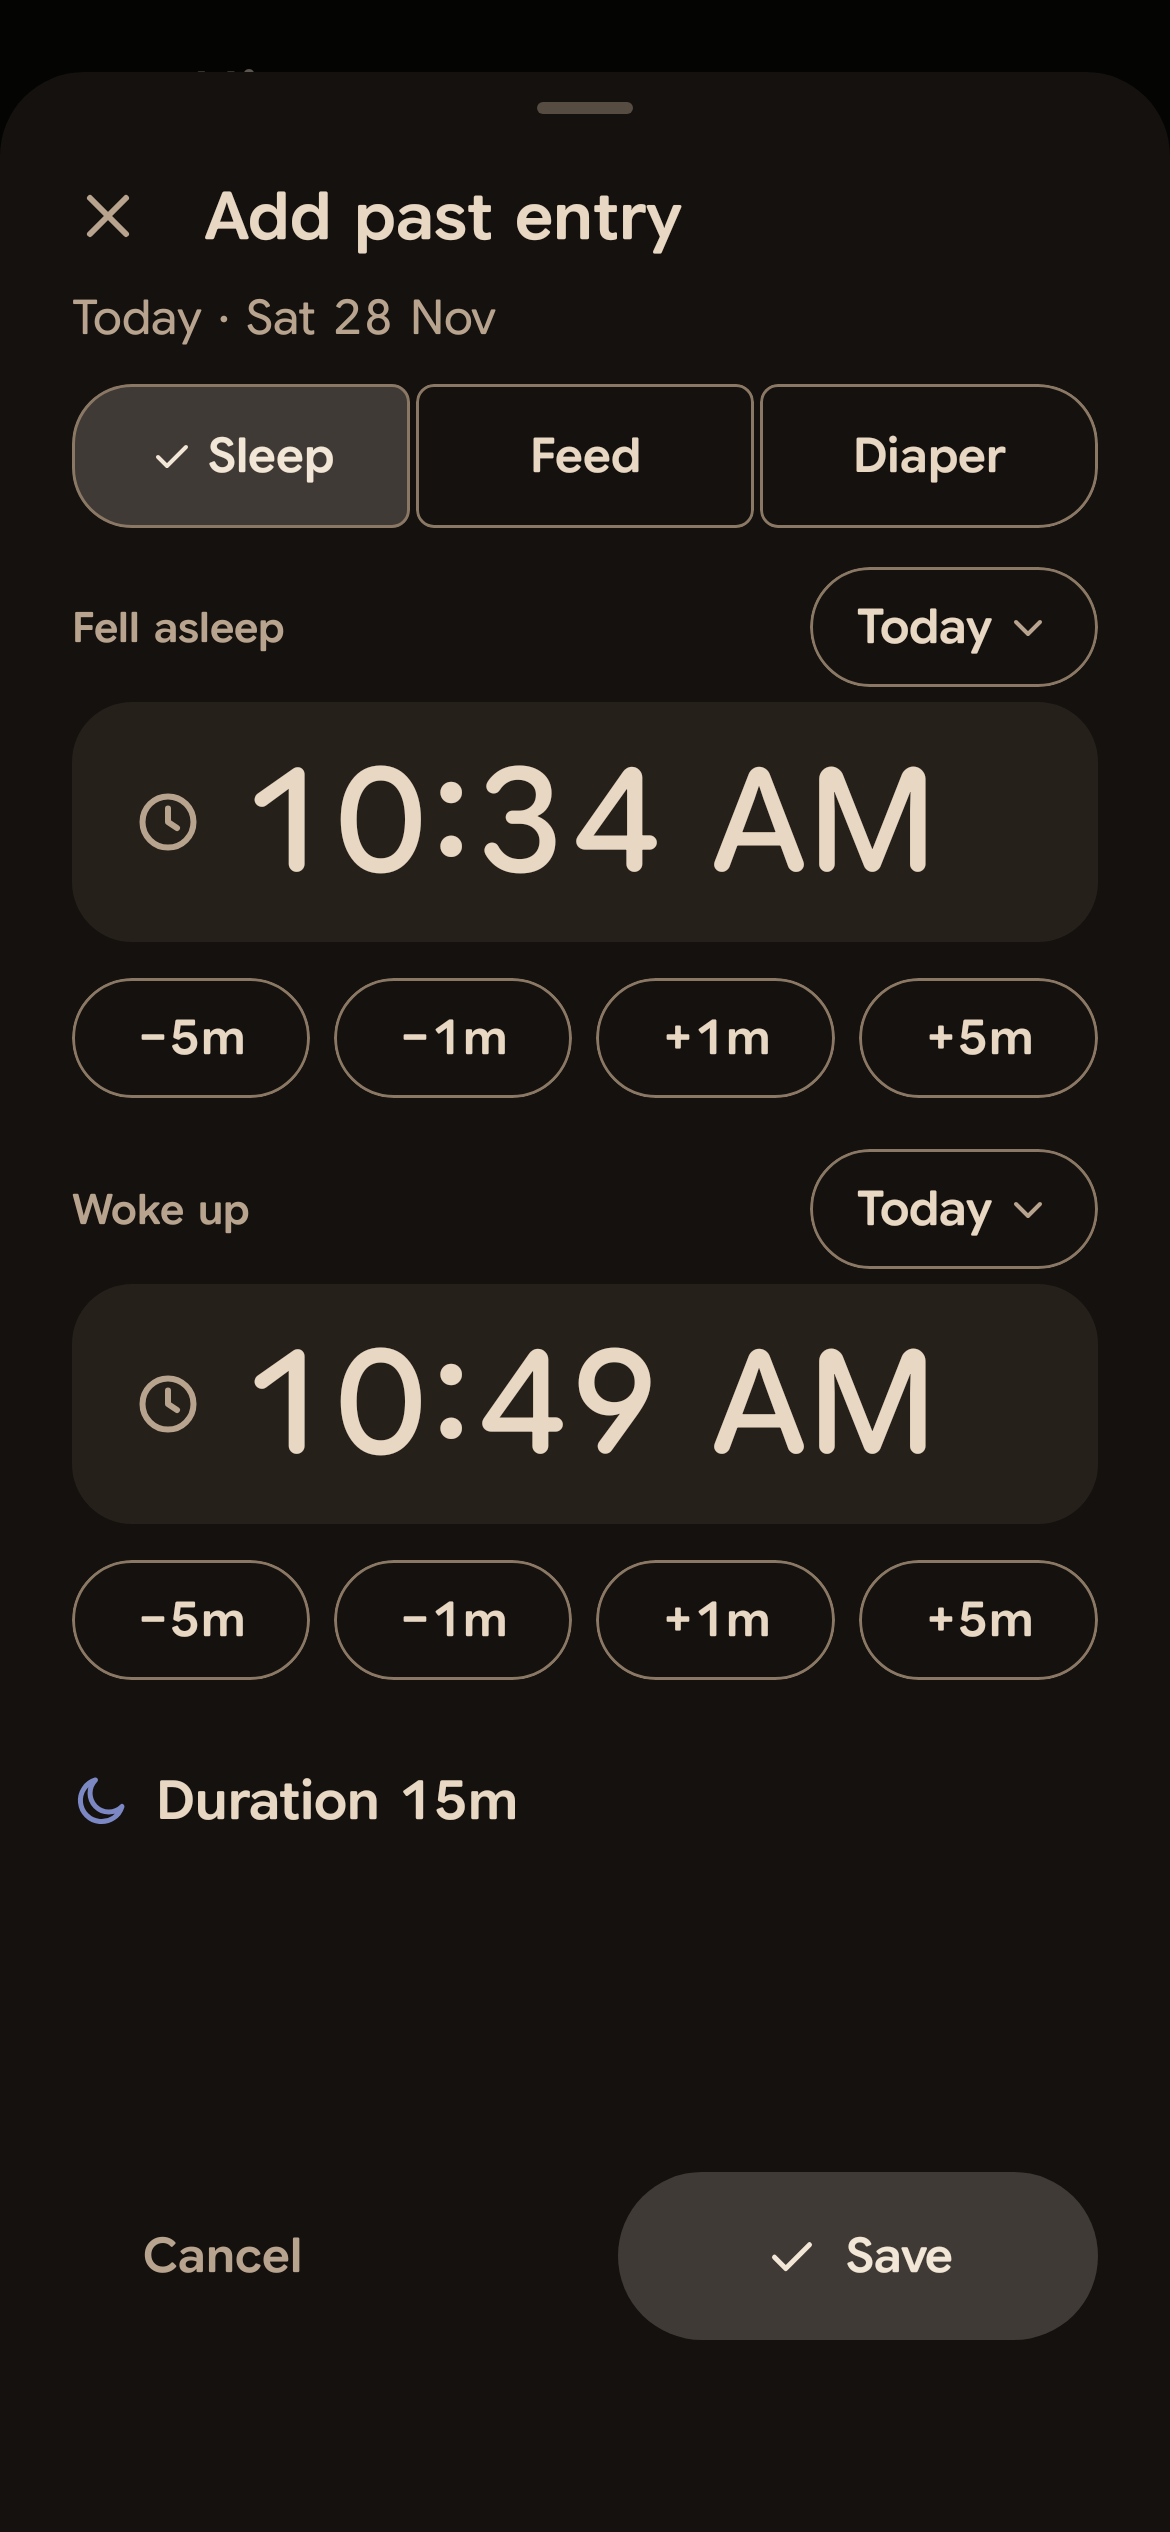 Add past entry
Today · Sat 28 Nov
Sleep Feed Diaper
Fell asleep Today
10:34 AM
−5m −1m +1m +5m
Woke up Today
10:49 AM
−5m −1m +1m +5m
Duration 15m
Cancel Save